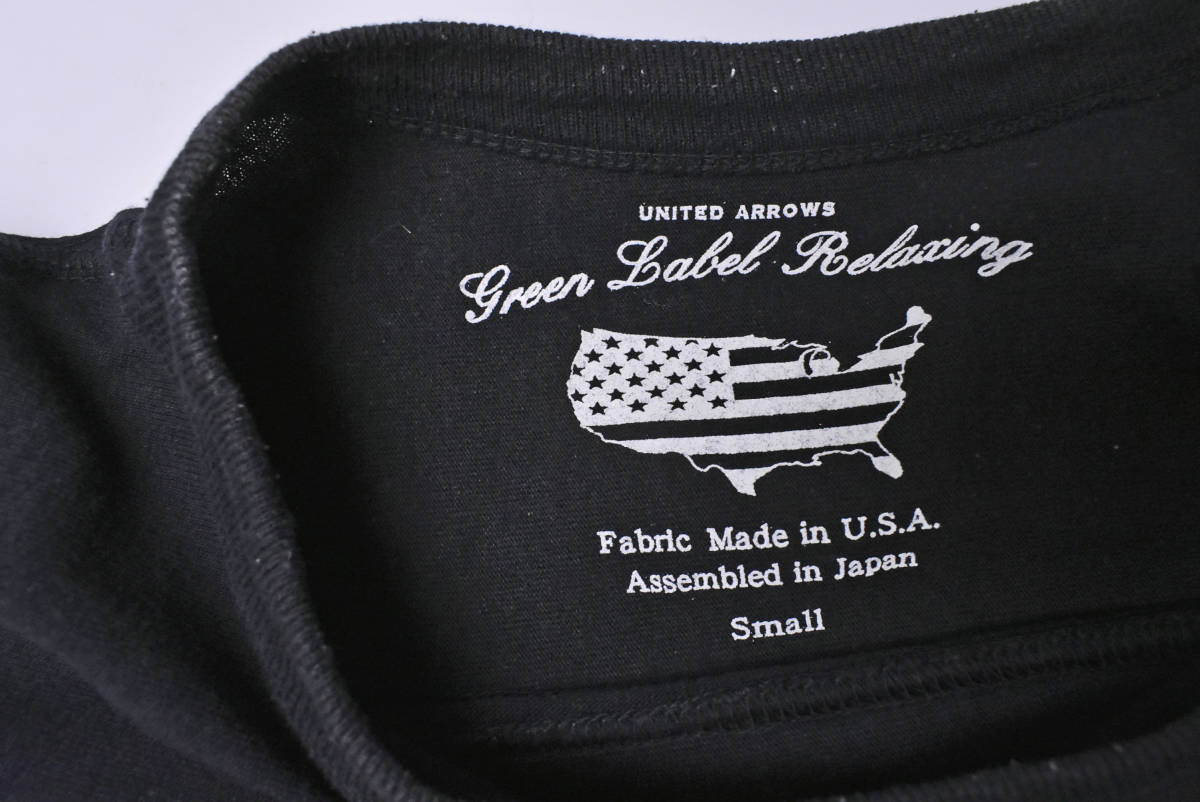 UNITED ARROWS
Green Label Relaxing
Fabric Made in U.S.A.
Assembled in Japan
Small